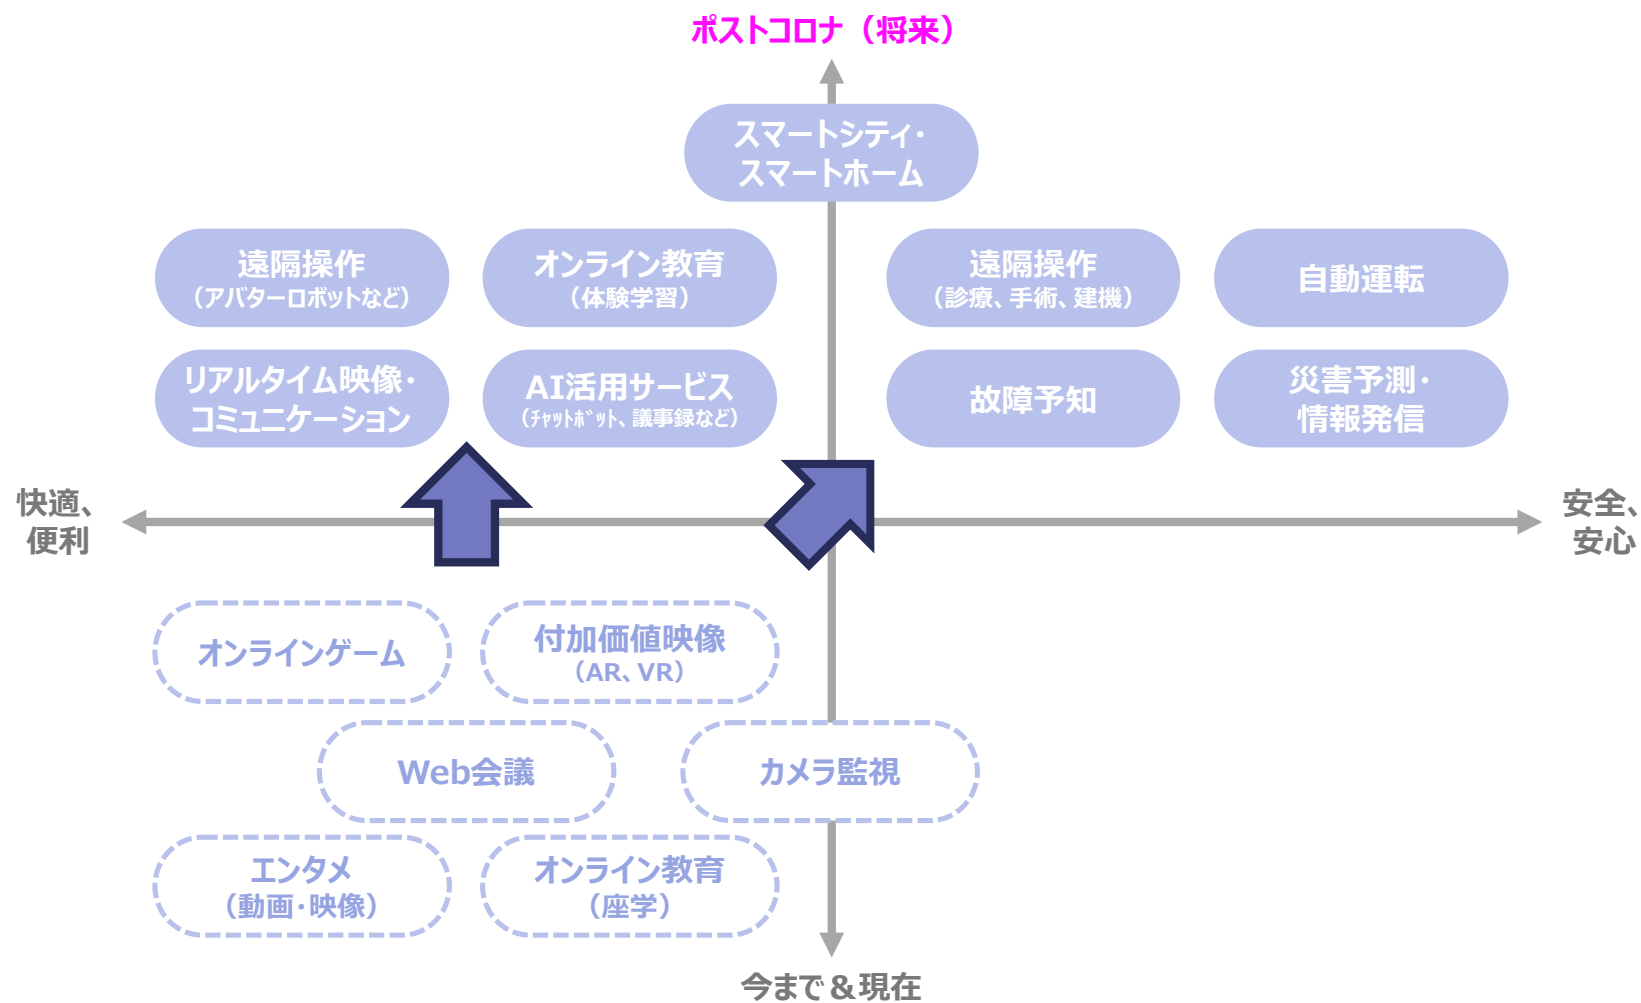 ポストコロナ（将来）
スマートシティ・
スマートホーム
遠隔操作
（アバターロボットなど）
オンライン教育
（体験学習）
遠隔操作
（診療、手術、建機）
自動運転
リアルタイム映像・
コミュニケーション
AI活用サービス
（ﾁｬｯﾄﾎﾞｯﾄ、議事録など）
故障予知
災害予測・
情報発信
快適、
便利
安全、
安心
オンラインゲーム
付加価値映像
（AR、VR）
Web会議
カメラ監視
エンタメ
（動画・映像）
オンライン教育
（座学）
今まで＆現在